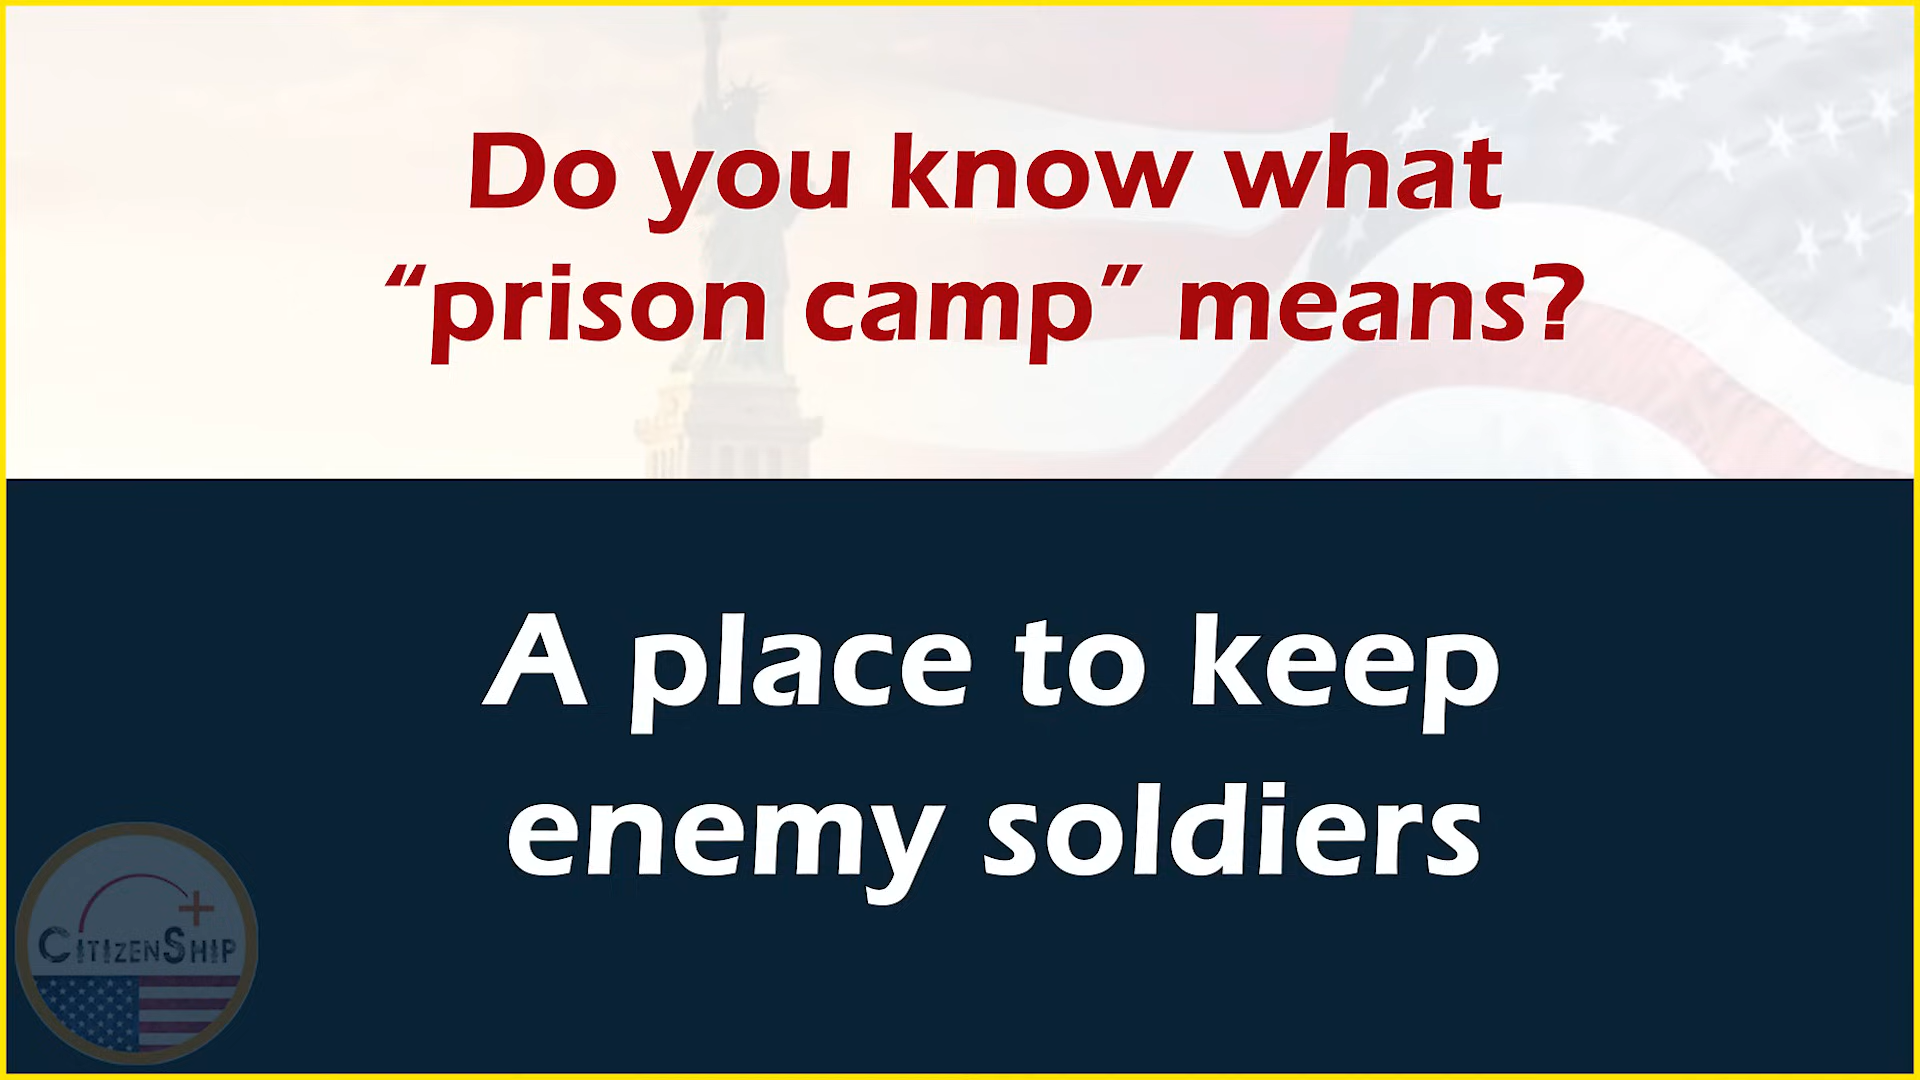 Do you know what
“prison camp” means?
A place to keep
enemy soldiers
CITIZENSHIP